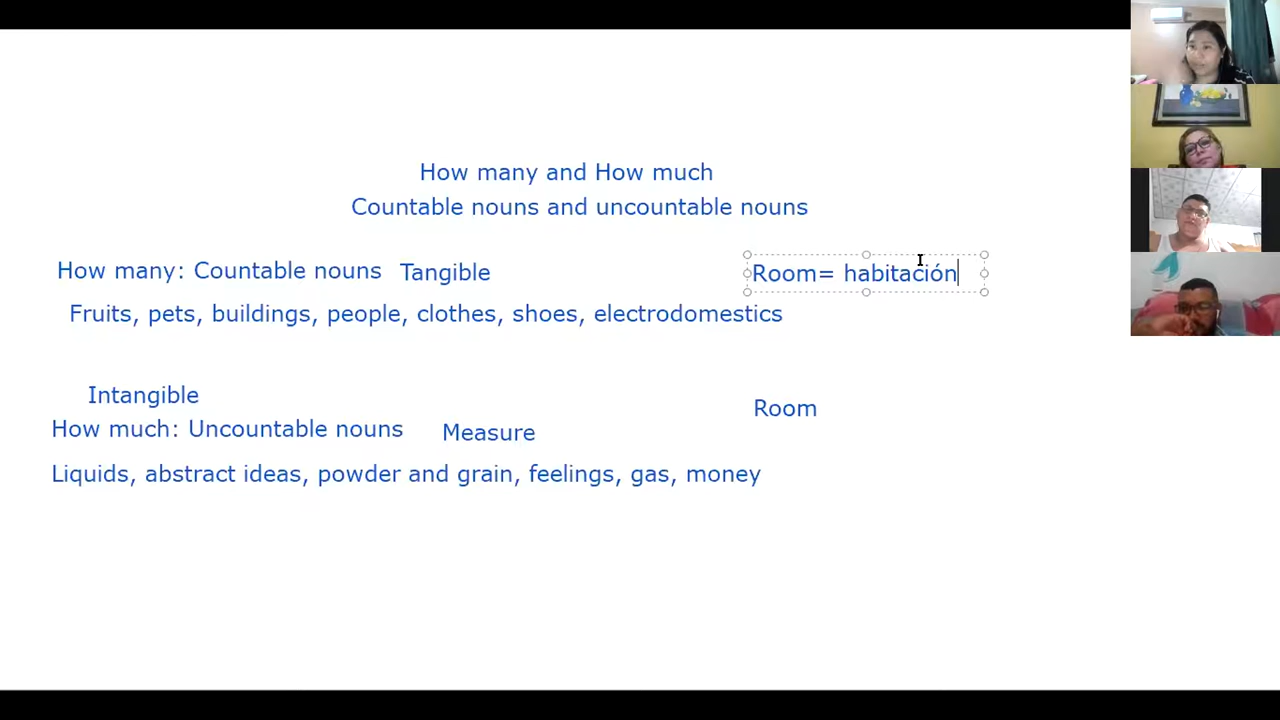 How many and How much
Countable nouns and uncountable nouns
How many: Countable nouns Tangible
Room= habitación
Fruits, pets, buildings, people, clothes, shoes, electrodomestics
Intangible
Room
How much: Uncountable nouns Measure
Liquids, abstract ideas, powder and grain, feelings, gas, money